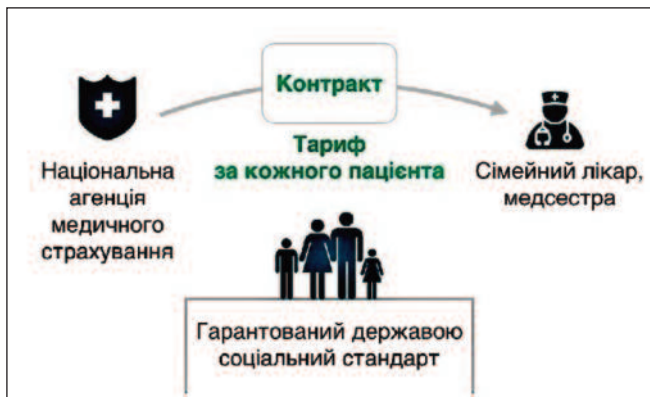 Контракт
Тариф
за кожного пацієнта
Національна
агенція
медичного
страхування
Сімейний лікар,
медсестра
Гарантований державою
соціальний стандарт